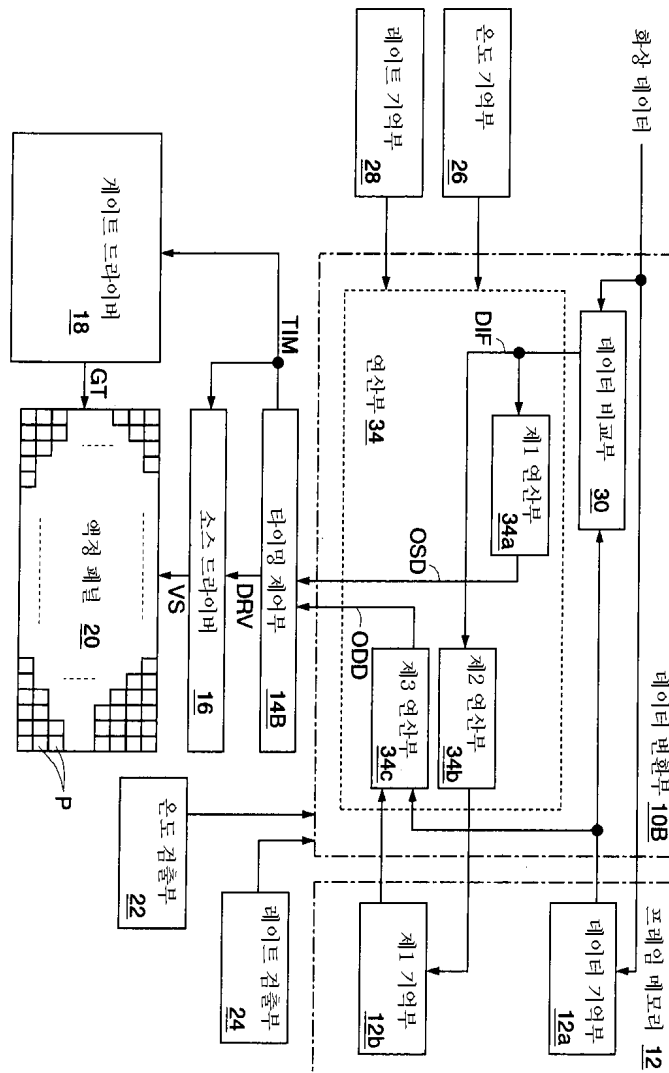 화상 데이터
데이터 변환부 10B
프레임 메모리 12
데이터 비교부 30
데이터 기억부 12a
온도 기억부 26
레이트 기억부 28
제1 연산부 34a
DIF
연산부 34
OSD
제2 연산부 34b
제3 연산부 34c
제1 기억부 12b
ODD
타이밍 제어부 14B
TIM
DRV
소스 드라이버 16
게이트 드라이버 18
GT
VS
액정 패널 20
P
온도 검출부 22
레이트 검출부 24